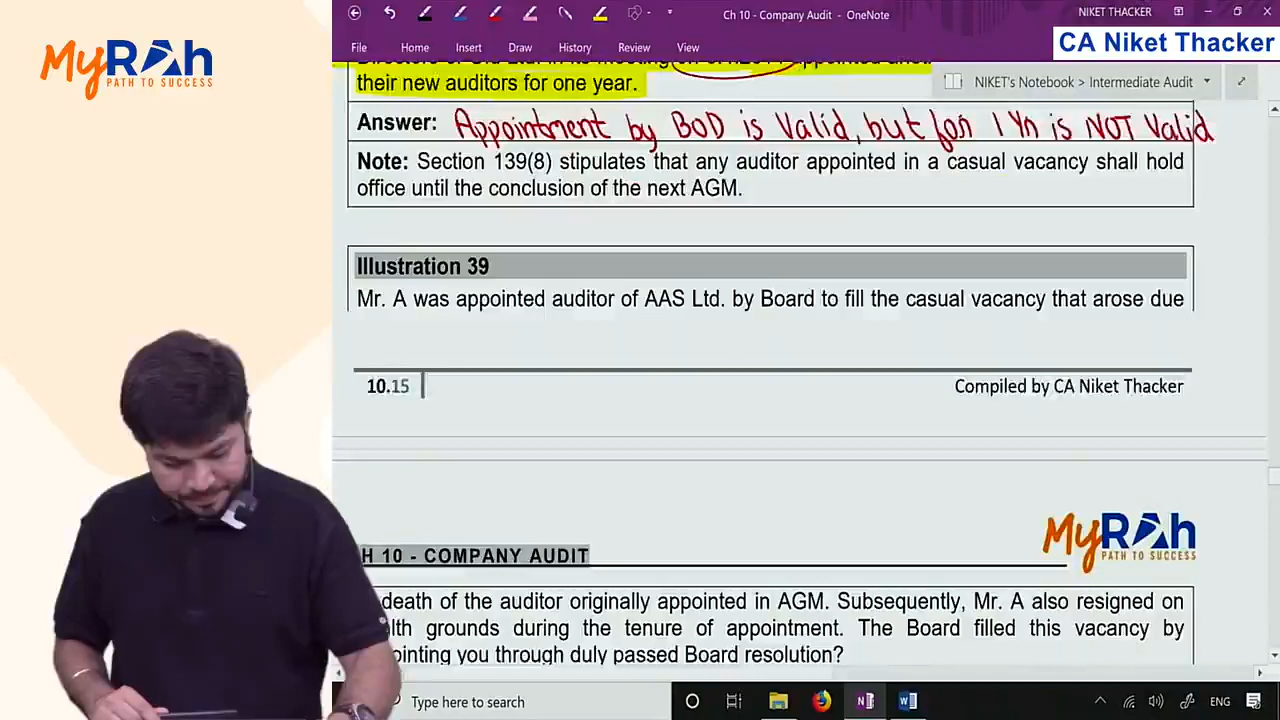 MyRAh
PATH TO SUCCESS
Ch 10 - Company Audit - OneNote
NIKET THACKER
CA Niket Thacker
File Home Insert Draw History Review View
NIKET's Notebook > Intermediate Audit
their new auditors for one year.
Answer: Appointment by BOD is Valid, but for 1 Yr is NOT Valid
Note: Section 139(8) stipulates that any auditor appointed in a casual vacancy shall hold
office until the conclusion of the next AGM.
Illustration 39
Mr. A was appointed auditor of AAS Ltd. by Board to fill the casual vacancy that arose due
10.15
Compiled by CA Niket Thacker
MyRAh
PATH TO SUCCESS
H 10 - COMPANY AUDIT
death of the auditor originally appointed in AGM. Subsequently, Mr. A also resigned on
grounds during the tenure of appointment. The Board filled this vacancy by
you through duly passed Board resolution?
Type here to search
ENG